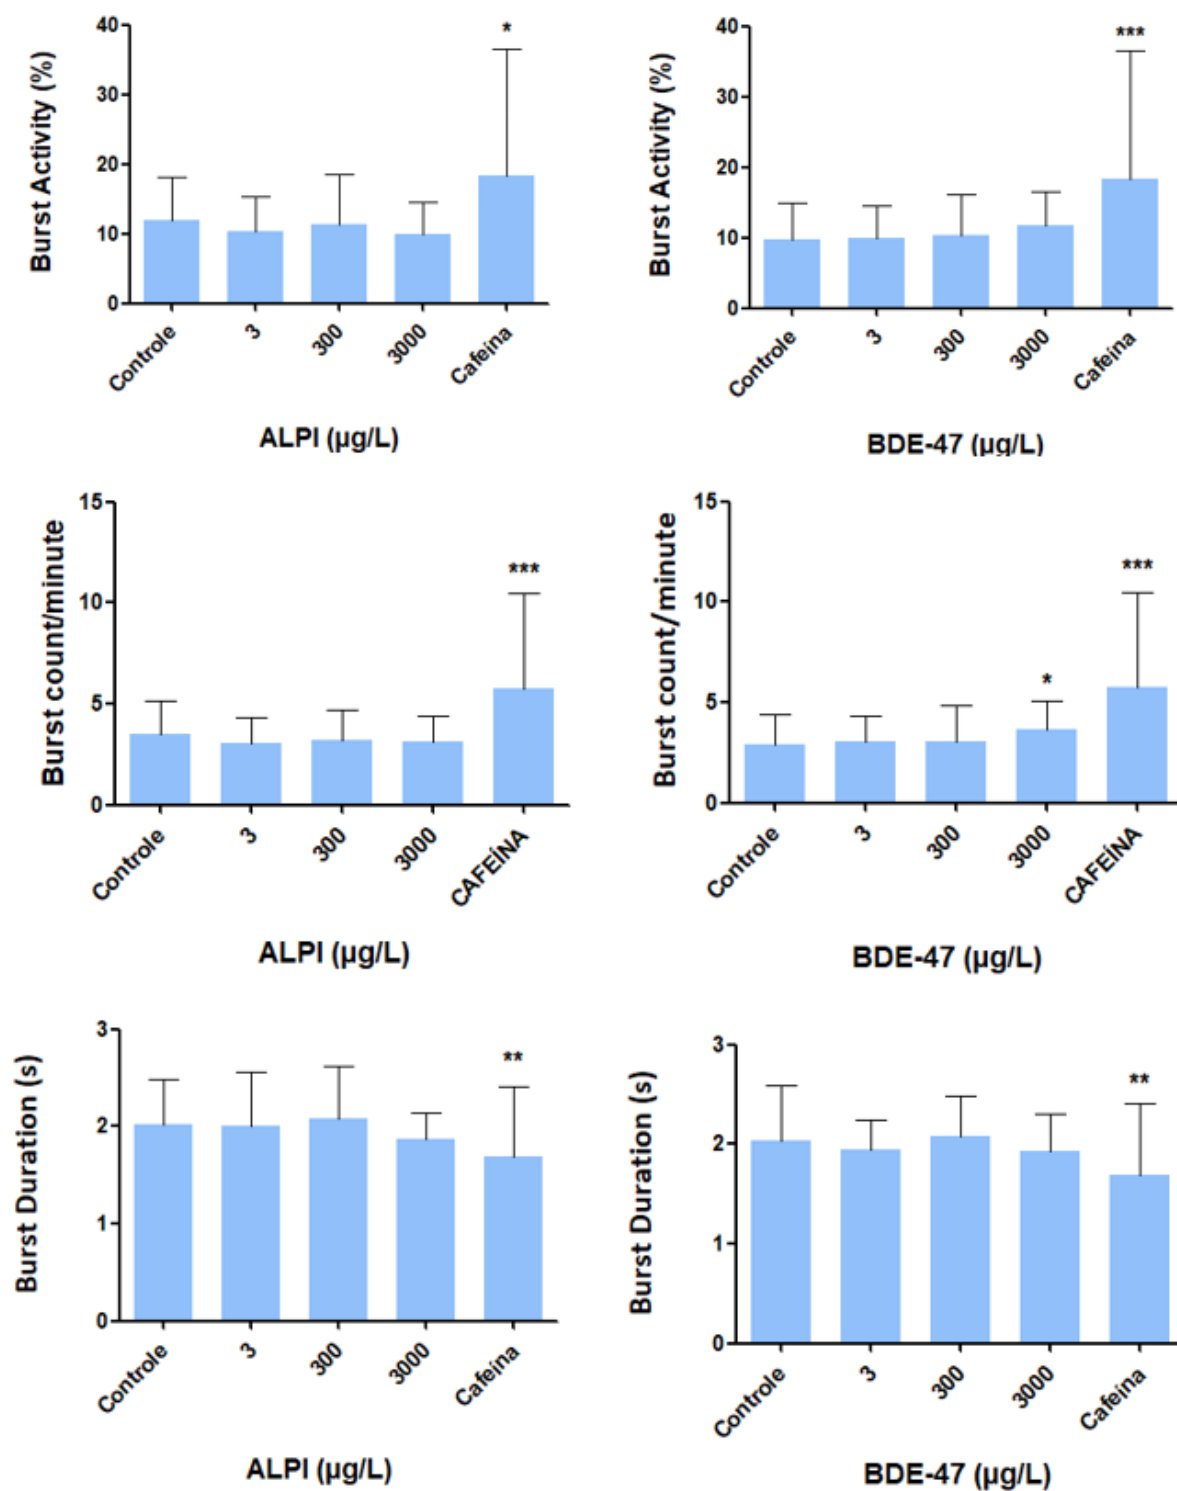 Burst Activity (%)
40
30
20
10
0
*
Controle
3
300
3000
Cafeína
ALPI (µg/L)
Burst Activity (%)
40
30
20
10
0
***
Controle
3
300
3000
Cafeína
BDE-47 (µg/L)
Burst count/minute
15
10
5
0
***
Controle
3
300
3000
CAFEÍNA
ALPI (µg/L)
Burst count/minute
15
10
5
0
*
***
Controle
3
300
3000
CAFEÍNA
BDE-47 (µg/L)
Burst Duration (s)
3
2
1
0
**
Controle
3
300
3000
Cafeína
ALPI (µg/L)
Burst Duration (s)
3
2
1
0
**
Controle
3
300
3000
Cafeína
BDE-47 (µg/L)